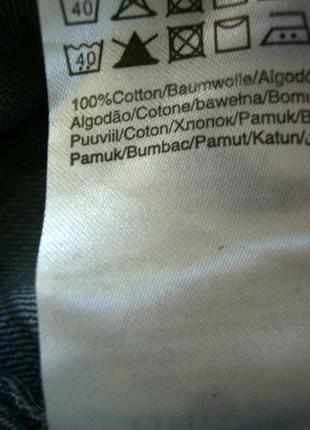 40
40
100%Cotton/Baumwolle/Algodó
Algodão/Cotone/bawełna/Bomu
Puuvill/Coton/Хлопок/Pamuk/B
Pamuk/Bumbac/Pamut/Katun/